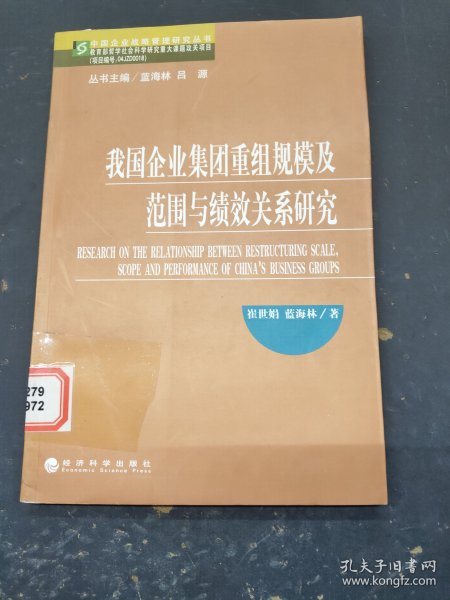 中国企业战略管理研究丛书
教育部哲学社会科学研究重大课题攻关项目
(项目编号:04JZD0018)
丛书主编/蓝海林 吕 源
我国企业集团重组规模及
范围与绩效关系研究
RESEARCH ON THE RELATIONSHIP BETWEEN RESTRUCTURING SCALE,
SCOPE AND PERFORMANCE OF CHINA'S BUSINESS GROUPS
崔世娟 蓝海林/著
279
972
经济科学出版社
Economic Science Press
孔夫子旧书网
www.kongfz.com